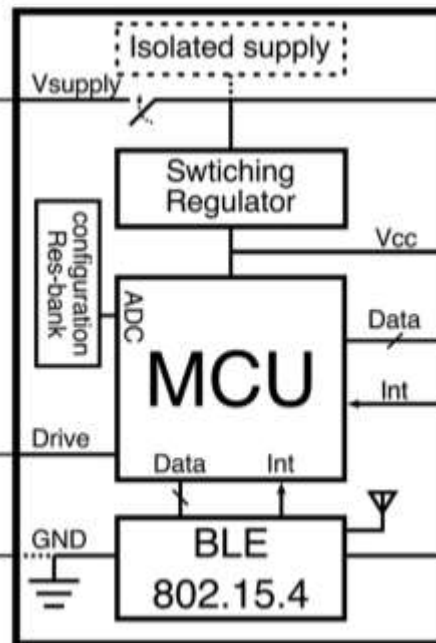 Isolated supply
Vsupply
Swtiching
Regulator
Vcc
configuration
Res-bank
ADC
MCU
Data
Int
Drive
Data
Int
GND
BLE
802.15.4